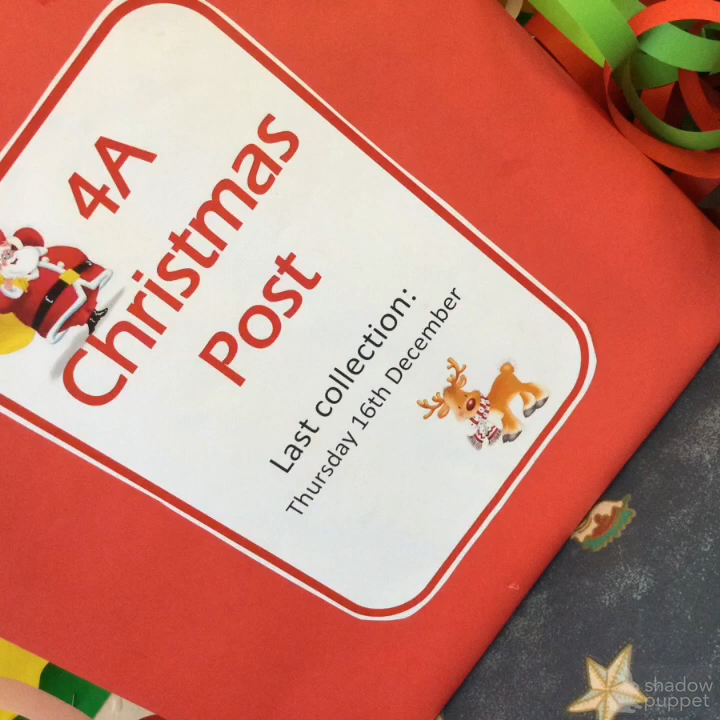 4A
Christmas
Post
Last collection:
Thursday 16th December
shadow
puppet